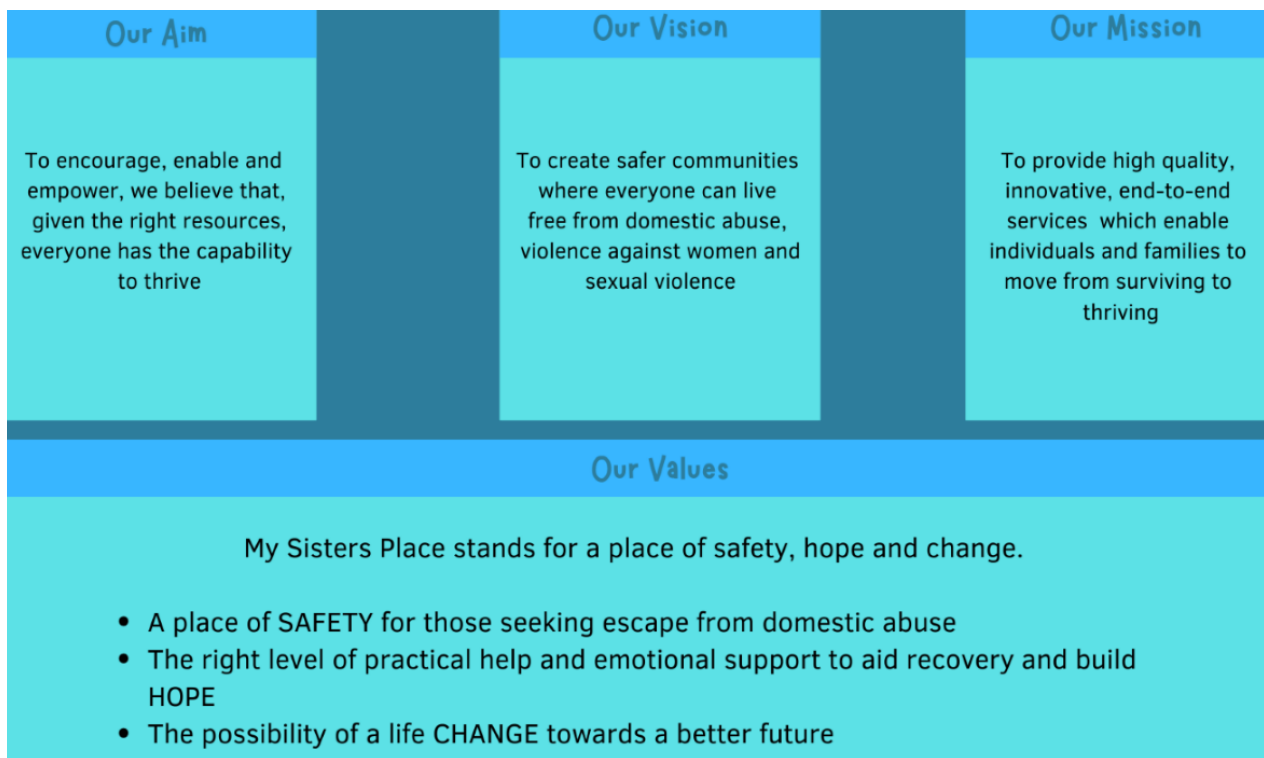 Our Aim
To encourage, enable and
empower, we believe that,
given the right resources,
everyone has the capability
to thrive
Our Vision
To create safer communities
where everyone can live
free from domestic abuse,
violence against women and
sexual violence
Our Mission
To provide high quality,
innovative, end-to-end
services which enable
individuals and families to
move from surviving to
thriving
Our Values
My Sisters Place stands for a place of safety, hope and change.
• A place of SAFETY for those seeking escape from domestic abuse
• The right level of practical help and emotional support to aid recovery and build
HOPE
• The possibility of a life CHANGE towards a better future